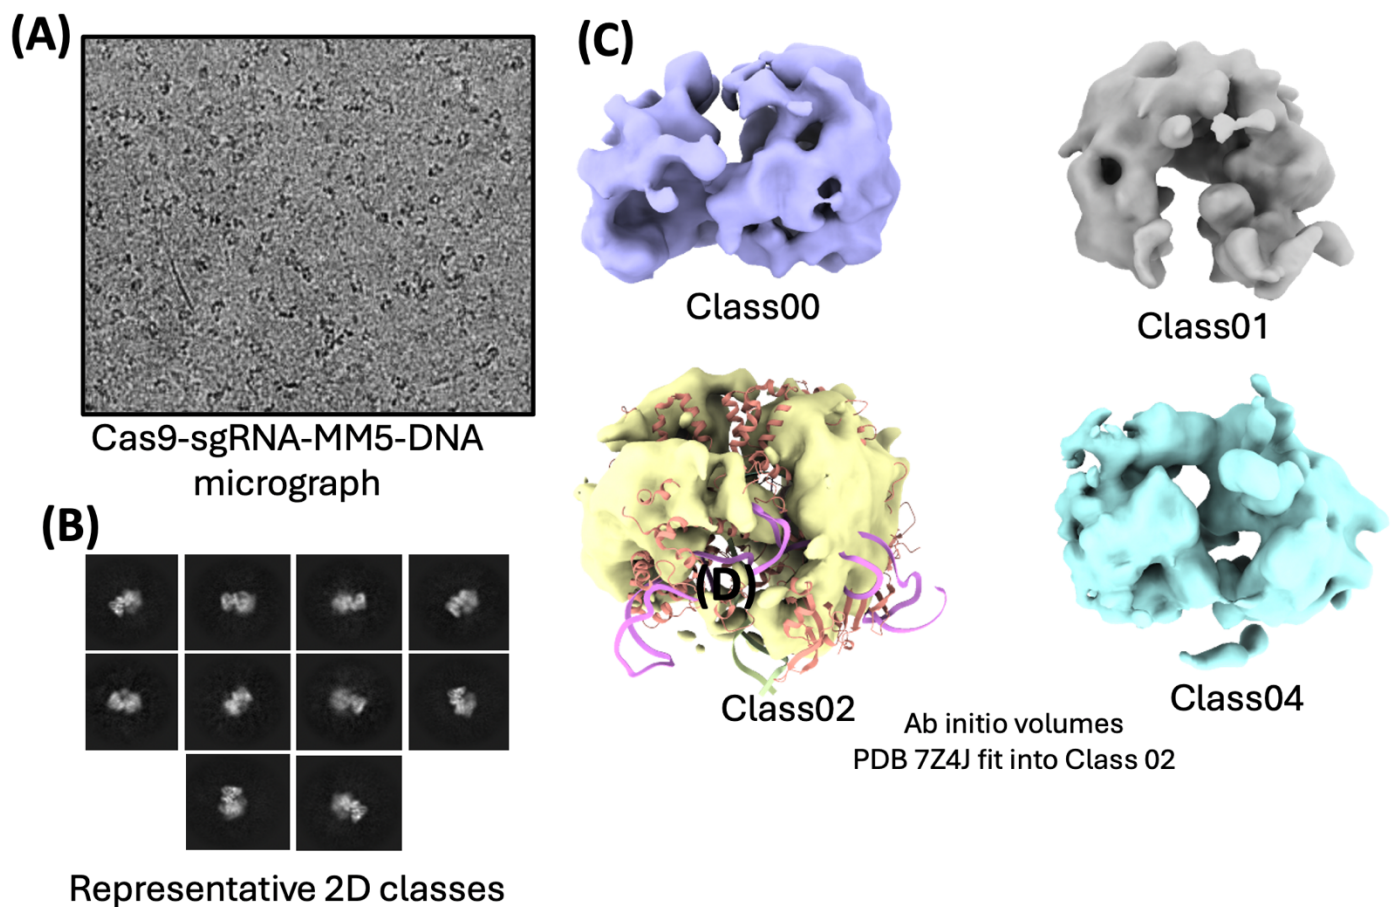 (A)
Cas9-sgRNA-MM5-DNA
micrograph
(B)
Representative 2D classes
(C)
Class00
Class01
(D)
Class02
Class04
Ab initio volumes
PDB 7Z4J fit into Class 02